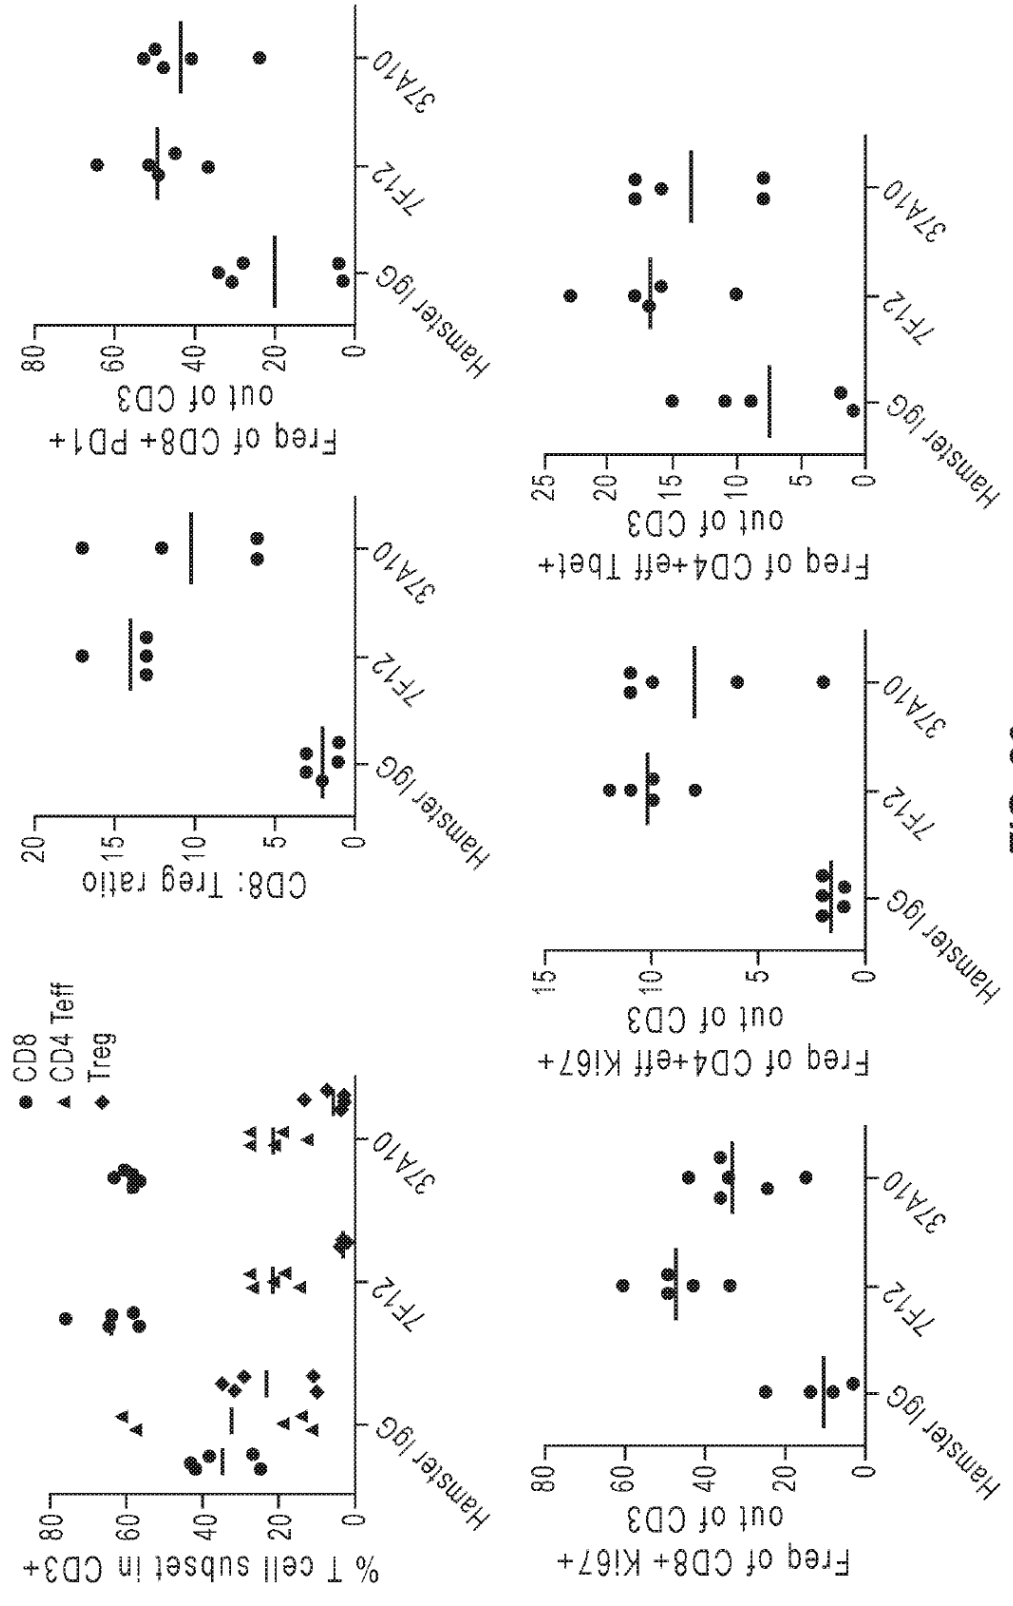 % T cell subset in CD3+
80
60
40
20
0
Hamster IgG
7F12
37A10
CD8
CD4 Teff
Treg
CD8: Treg ratio
20
15
10
5
0
Hamster IgG
7F12
37A10
Freq of CD8+ PD1+
out of CD3
80
60
40
20
0
Hamster IgG
7F12
37A10
Freq of CD8+ Ki67+
out of CD3
80
60
40
20
0
Hamster IgG
7F12
37A10
Freq of CD4+eff Ki67+
out of CD3
15
10
5
0
Hamster IgG
7F12
37A10
Freq of CD4+eff Tbet+
out of CD3
25
20
15
10
5
0
Hamster IgG
7F12
37A10